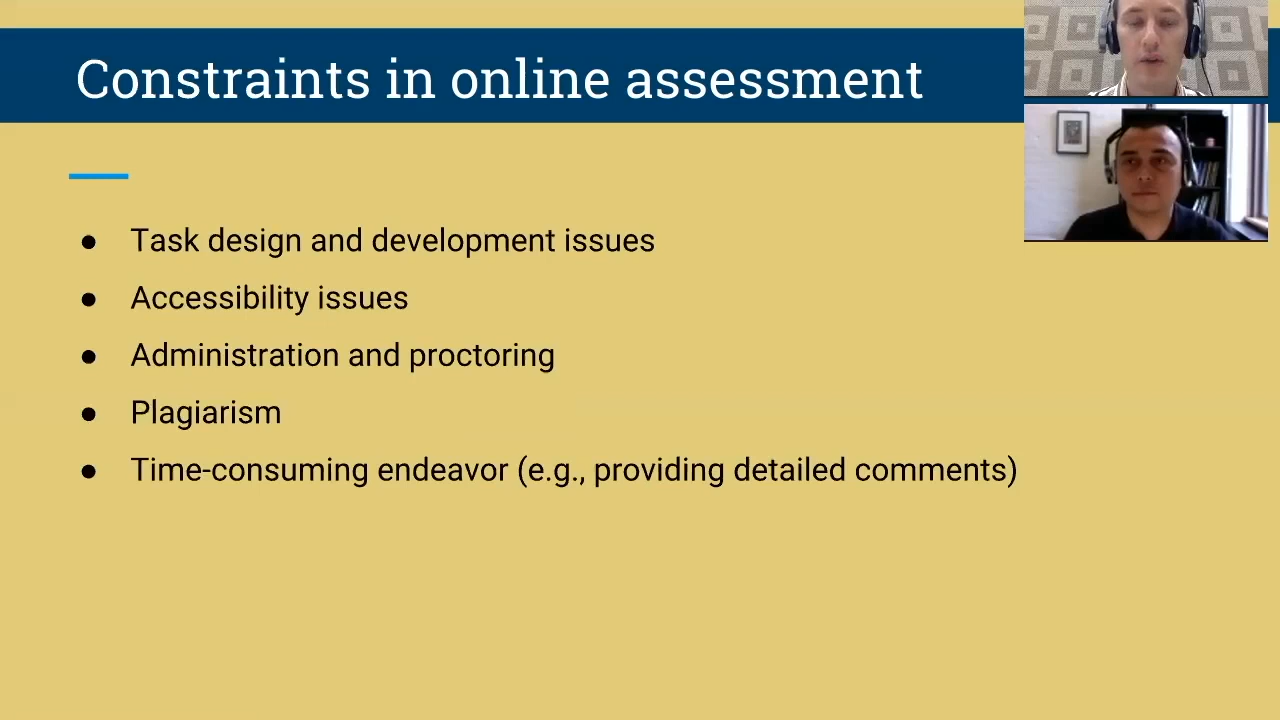 Constraints in online assessment
● Task design and development issues
● Accessibility issues
● Administration and proctoring
● Plagiarism
● Time-consuming endeavor (e.g., providing detailed comments)